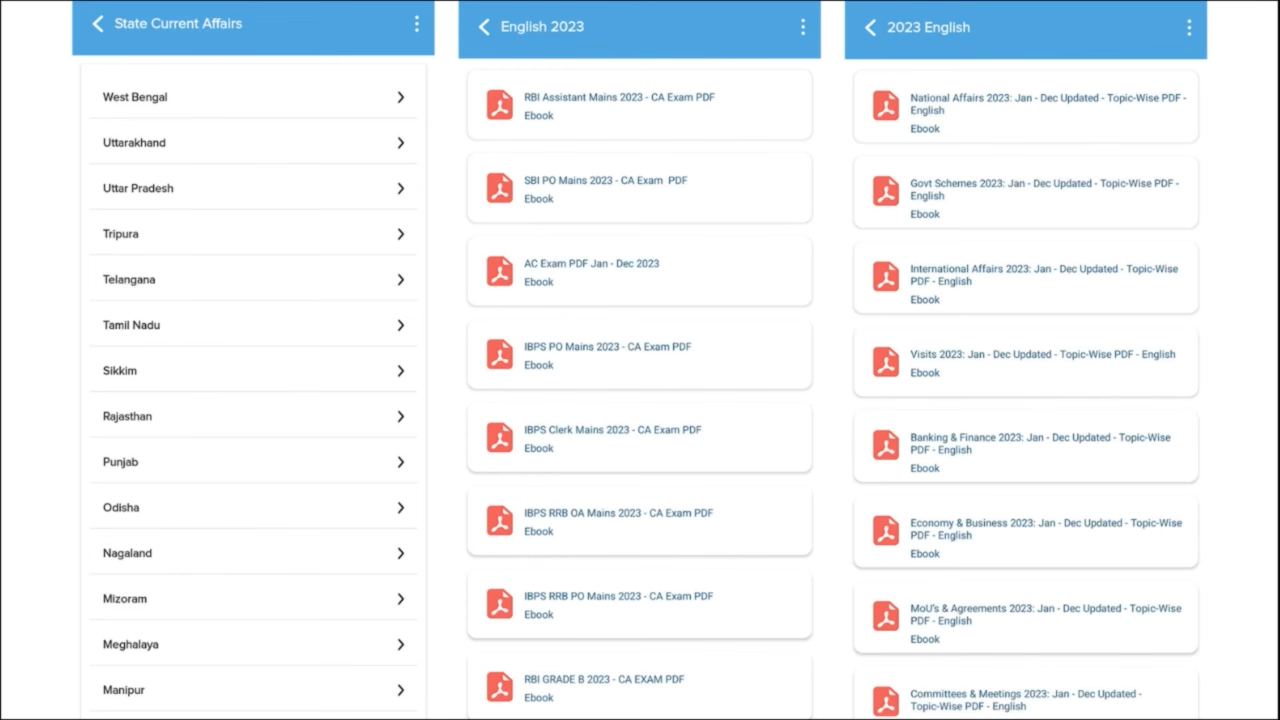 State Current Affairs
West Bengal
Uttarakhand
Uttar Pradesh
Tripura
Telangana
Tamil Nadu
Sikkim
Rajasthan
Punjab
Odisha
Nagaland
Mizoram
Meghalaya
Manipur
English 2023
RBI Assistant Mains 2023 - CA Exam PDF
Ebook
SBI PO Mains 2023 - CA Exam PDF
Ebook
AC Exam PDF Jan - Dec 2023
Ebook
IBPS PO Mains 2023 - CA Exam PDF
Ebook
IBPS Clerk Mains 2023 - CA Exam PDF
Ebook
IBPS RRB OA Mains 2023 - CA Exam PDF
Ebook
IBPS RRB PO Mains 2023 - CA Exam PDF
Ebook
RBI GRADE B 2023 - CA EXAM PDF
Ebook
2023 English
National Affairs 2023: Jan - Dec Updated - Topic-Wise PDF -
English
Ebook
Govt Schemes 2023: Jan - Dec Updated - Topic-Wise PDF -
English
Ebook
International Affairs 2023: Jan - Dec Updated - Topic-Wise
PDF - English
Ebook
Visits 2023: Jan - Dec Updated - Topic-Wise PDF - English
Ebook
Banking & Finance 2023: Jan - Dec Updated - Topic-Wise
PDF - English
Ebook
Economy & Business 2023: Jan - Dec Updated - Topic-Wise
PDF - English
Ebook
MoU's & Agreements 2023: Jan - Dec Updated - Topic-Wise
PDF - English
Ebook
Committees & Meetings 2023: Jan - Dec Updated -
Topic-Wise PDF - English